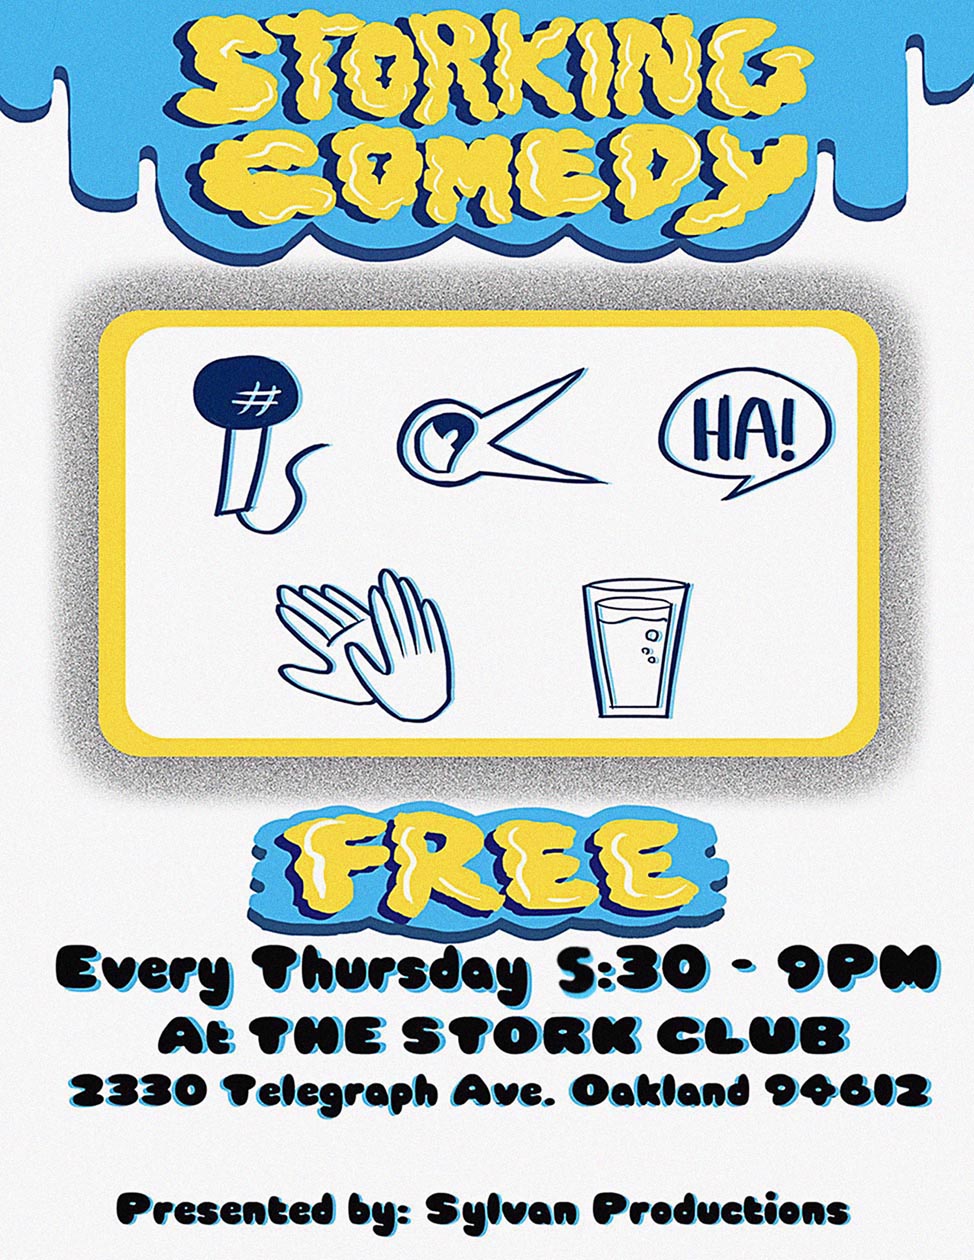 STORKING
COMEDY
#
HA!
FREE
Every Thursday 5:30 - 9PM
At THE STORK CLUB
2330 Telegraph Ave. Oakland 94612
Presented by: Sylvan Productions